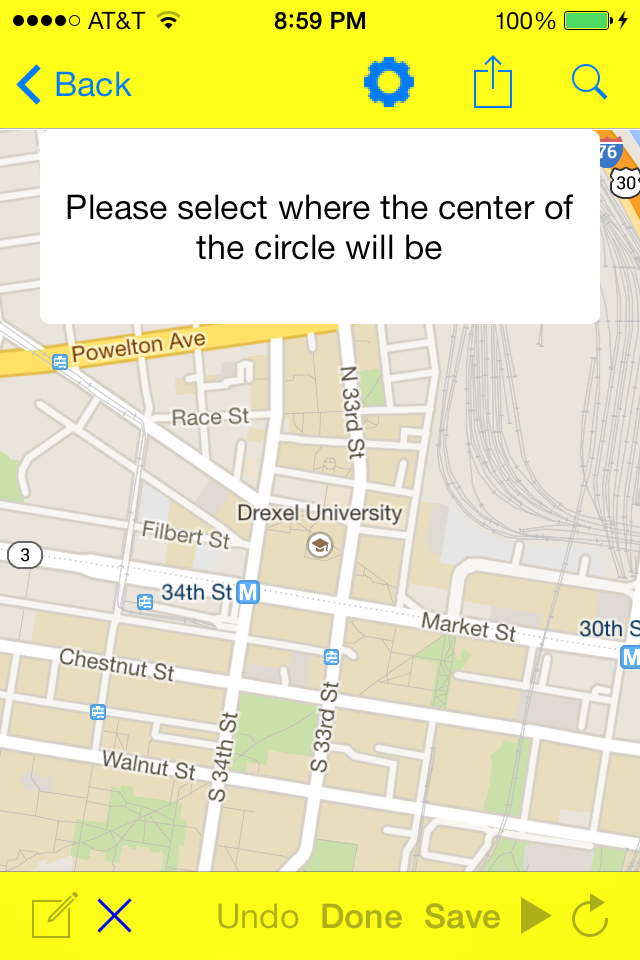 AT&T 8:59 PM 100%
Back
76
30
Please select where the center of
the circle will be
Powelton Ave
N 33rd St
Race St
Drexel University
Filbert St
3
34th St M
Market St
30th S
M
Chestnut St
S 33rd St
S 34th St
Walnut St
Undo Done Save